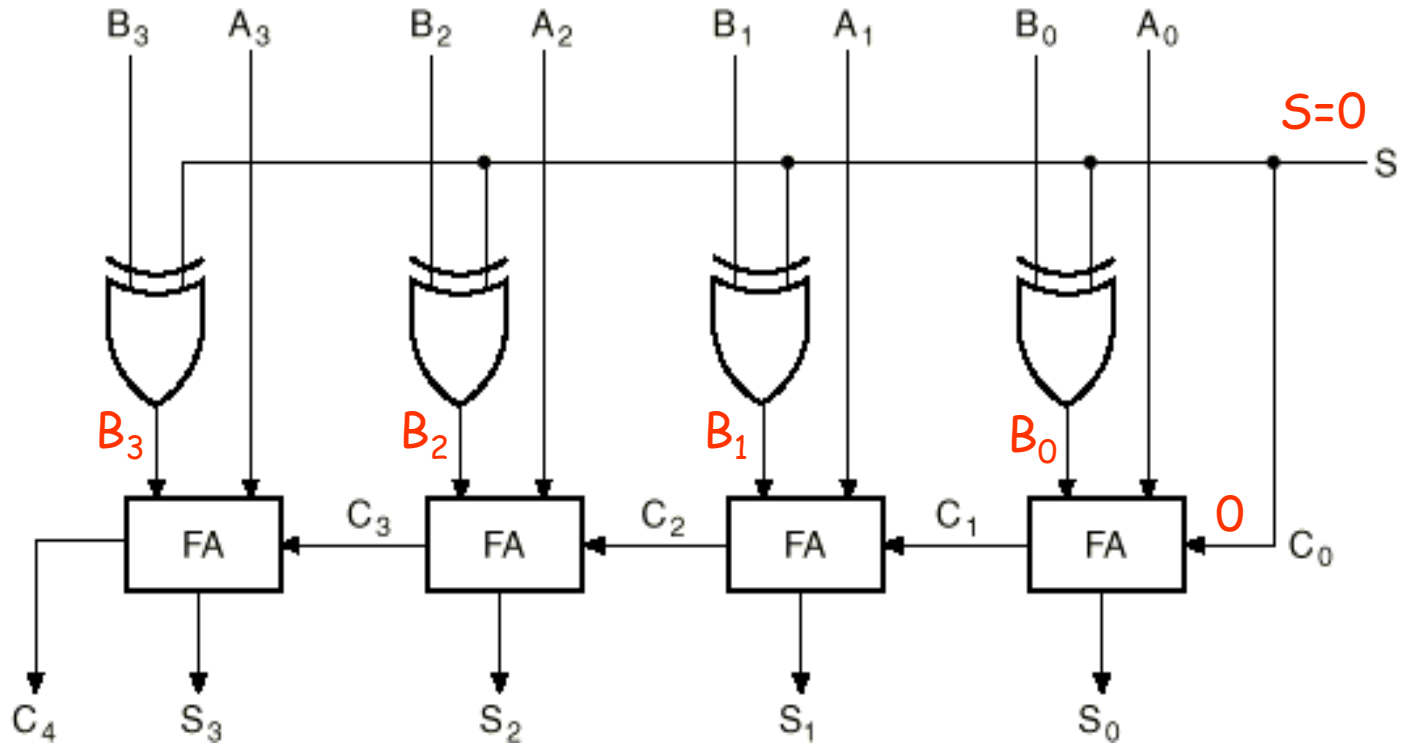 B₃ A₃ B₂ A₂ B₁ A₁ B₀ A₀
S=0
S
B₃ B₂ B₁ B₀
C₃ C₂ C₁ 0
FA FA FA FA C₀
C₄ S₃ S₂ S₁ S₀